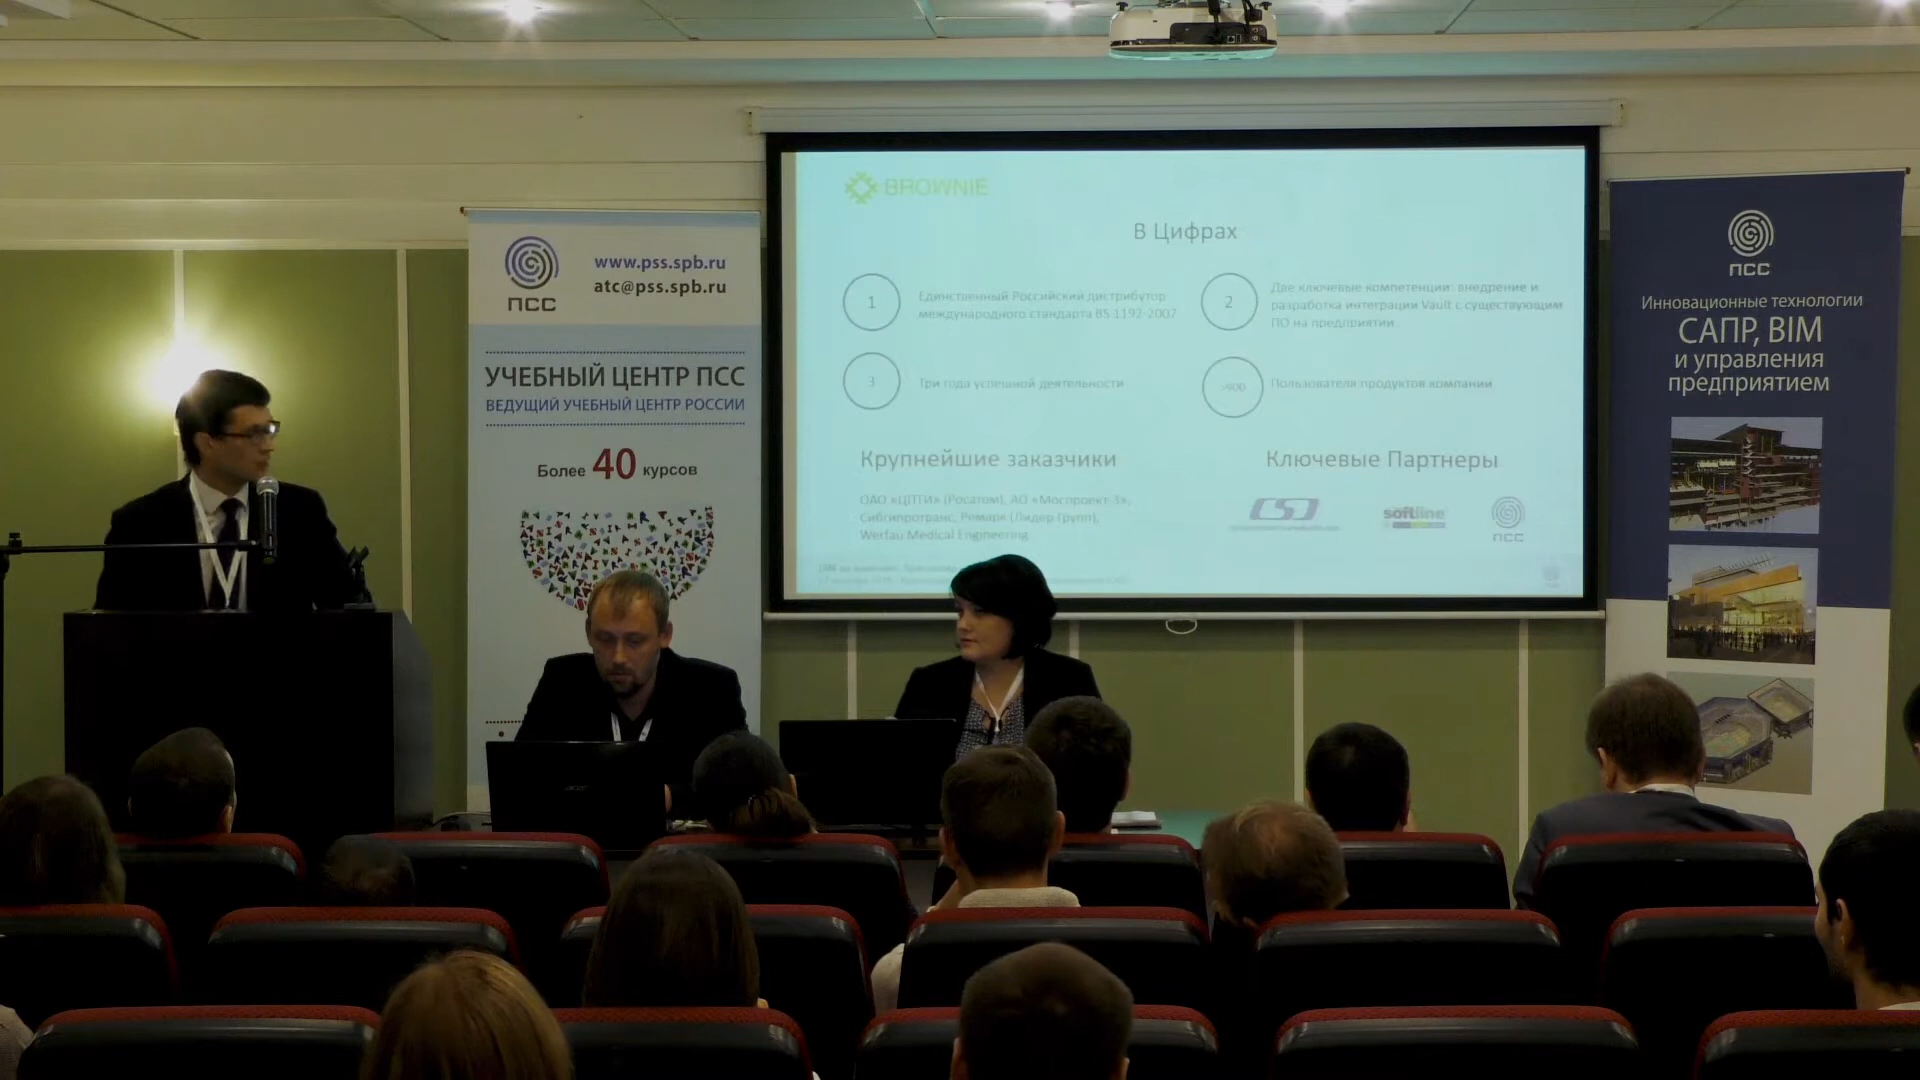 www.pss.spb.ru
atc@pss.spb.ru
ПСС
УЧЕБНЫЙ ЦЕНТР ПСС
ВЕДУЩИЙ УЧЕБНЫЙ ЦЕНТР РОССИИ
Более 40 курсов
BROWNIE
В Цифрах
1
Единственный Российский дистрибутор
международного стандарта BS 1192-2007
2
Две ключевые компетенции: внедрение и
разработка интеграции Vault с существующим
ПО на предприятии.
3
Три года успешной деятельности
>900
Пользователя продуктов компании
Крупнейшие заказчики
ОАО «ЦПТИ» (Росатом), АО «Моспроект-3»,
Сибгипротранс, Ремарк (Лидер Групп),
Werfau Medical Engineering
Ключевые Партнеры
CSD
softline
ПСС
ПСС
Инновационные технологии
САПР, BIM
и управления
предприятием
acer